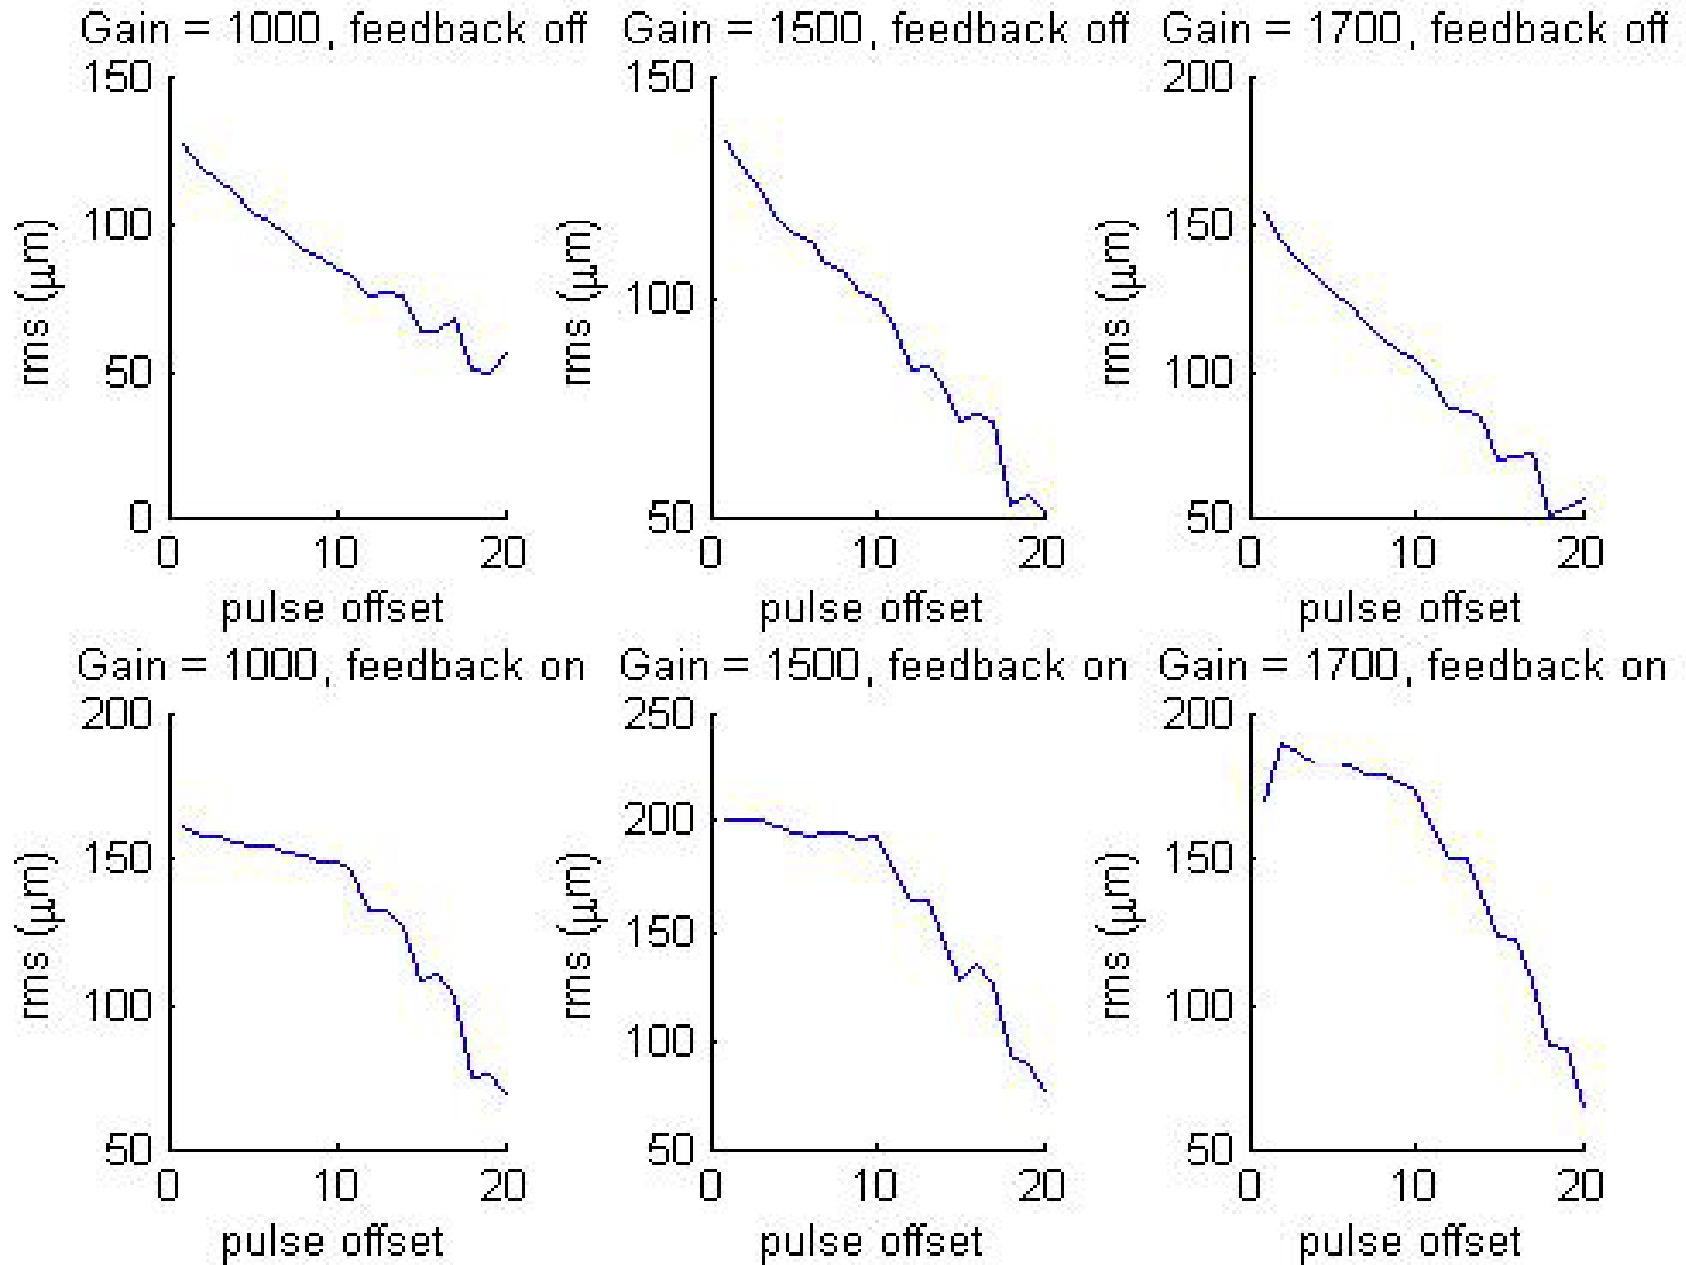 Gain = 1000, feedback off
150
100
50
0
rms (μm)
0 10 20
pulse offset
Gain = 1500, feedback off
150
100
50
rms (μm)
0 10 20
pulse offset
Gain = 1700, feedback off
200
150
100
50
rms (μm)
0 10 20
pulse offset
Gain = 1000, feedback on
200
150
100
50
rms (μm)
0 10 20
pulse offset
Gain = 1500, feedback on
250
200
150
100
50
rms (μm)
0 10 20
pulse offset
Gain = 1700, feedback on
200
150
100
50
rms (μm)
0 10 20
pulse offset